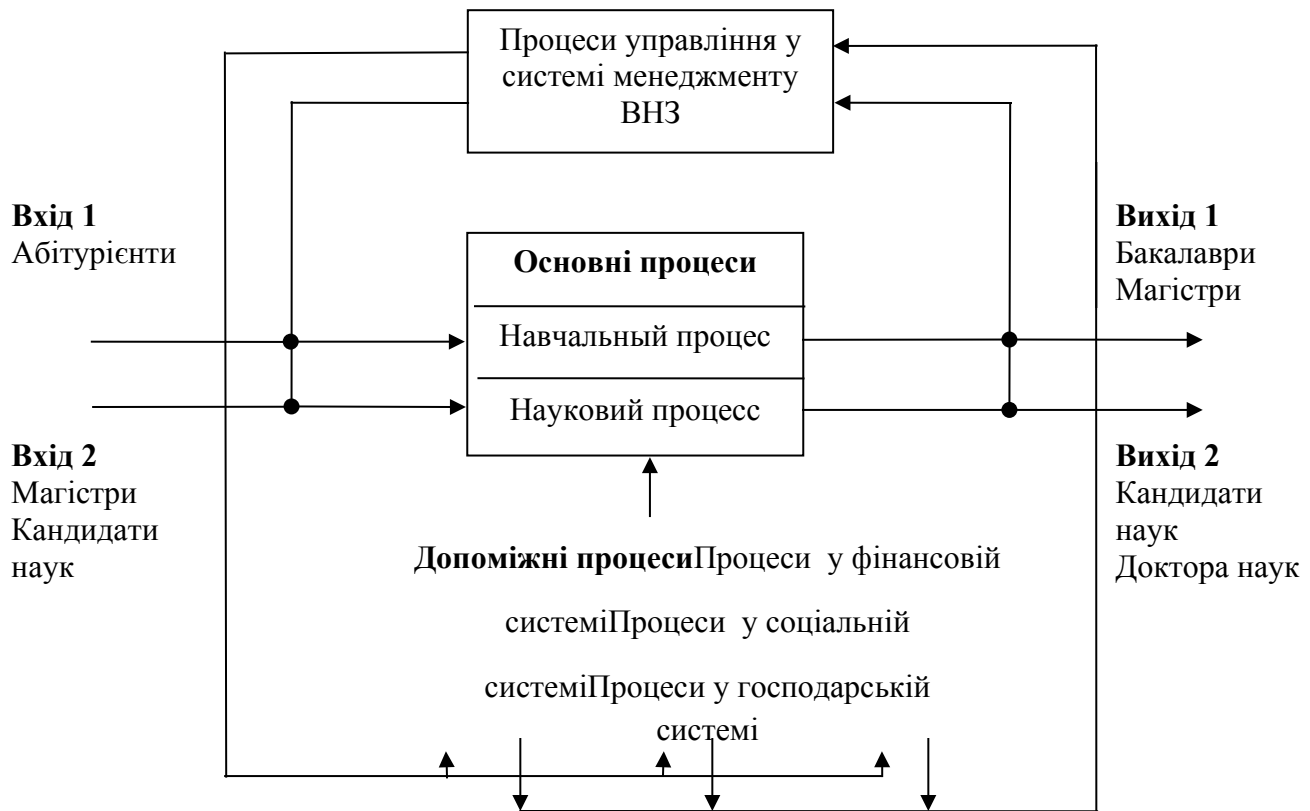 Процеси управління у
системі менеджменту
ВНЗ
Вхід 1
Абітурієнти
Основні процеси
Навчальный процес
Науковий процесс
Вихід 1
Бакалаври
Магістри
Вхід 2
Магістри
Кандидати
наук
Вихід 2
Кандидати
наук
Доктора наук
Допоміжні процесиПроцеси у фінансовій
системіПроцеси у соціальній
системіПроцеси у господарській
системі